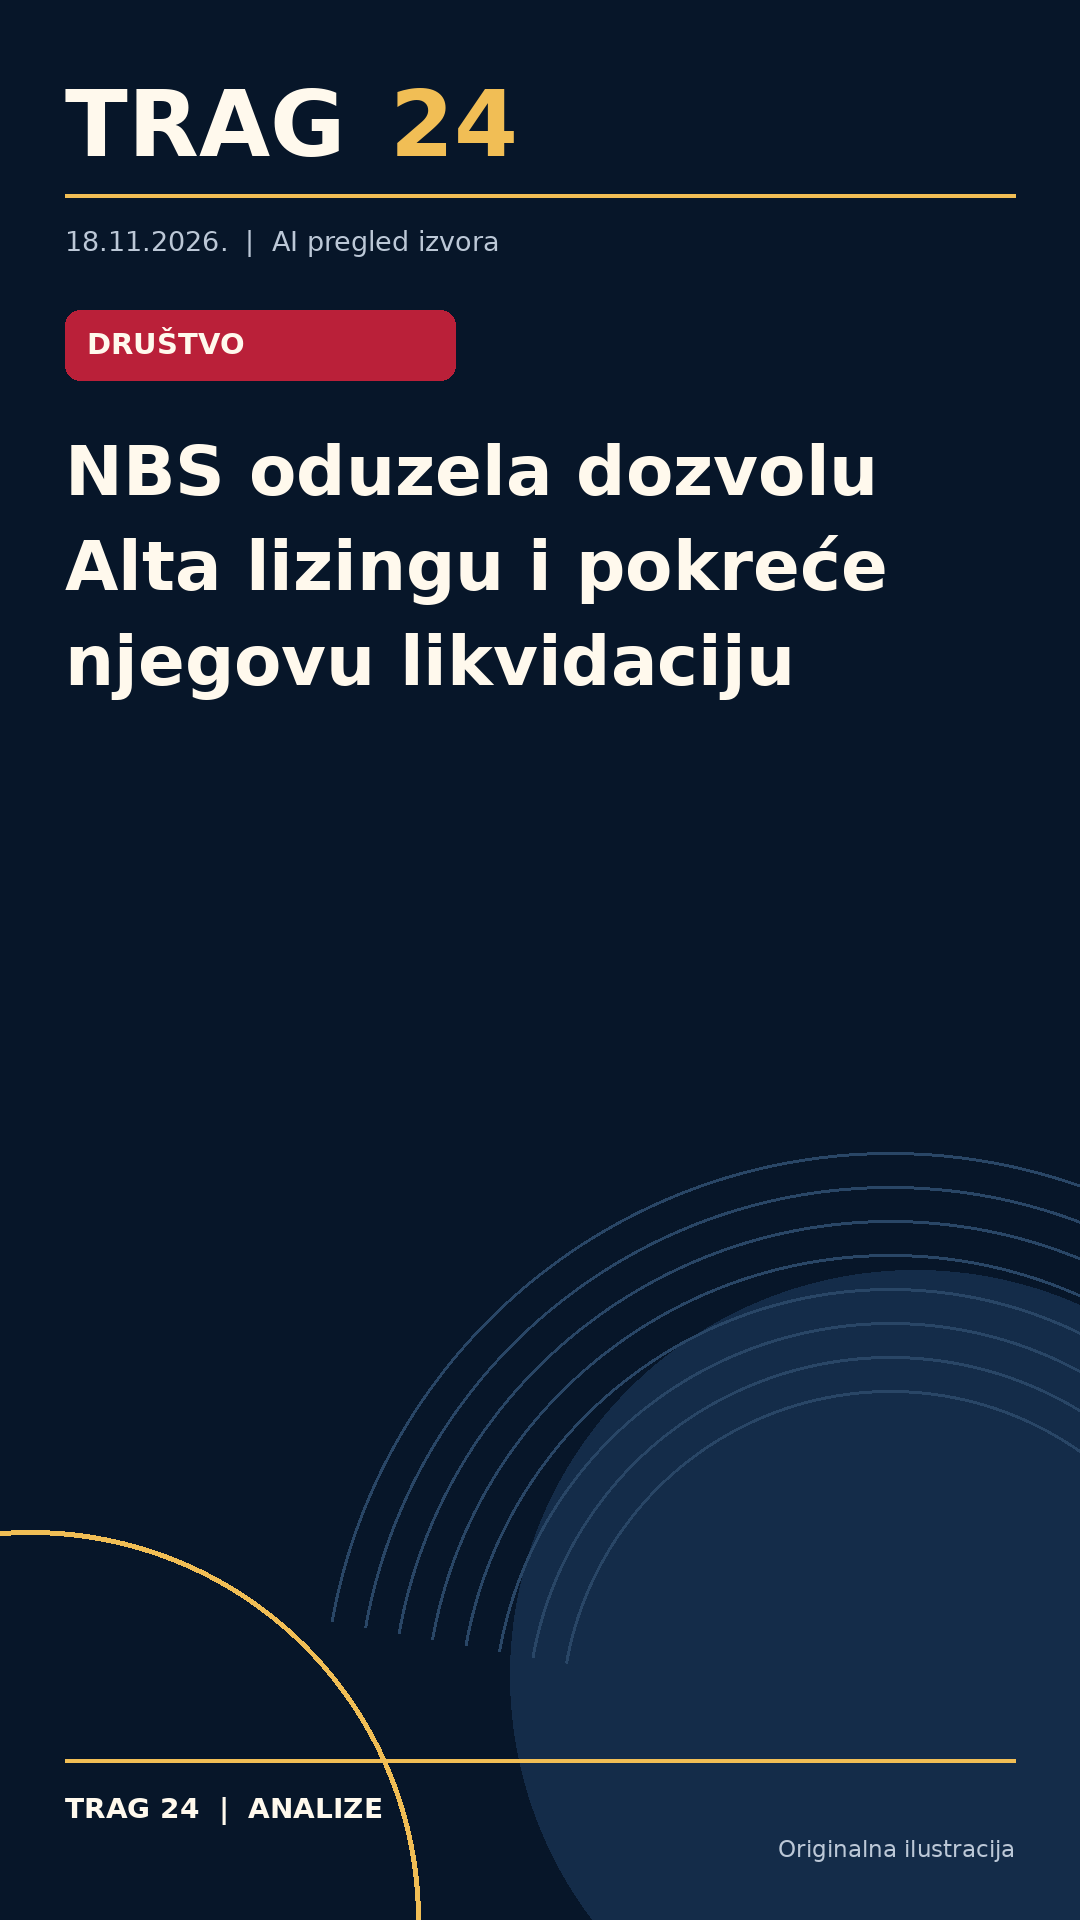 TRAG 24
18.11.2026. | AI pregled izvora
DRUŠTVO
NBS oduzela dozvolu
Alta lizingu i pokreće
njegovu likvidaciju
TRAG 24 | ANALIZE
Originalna ilustracija